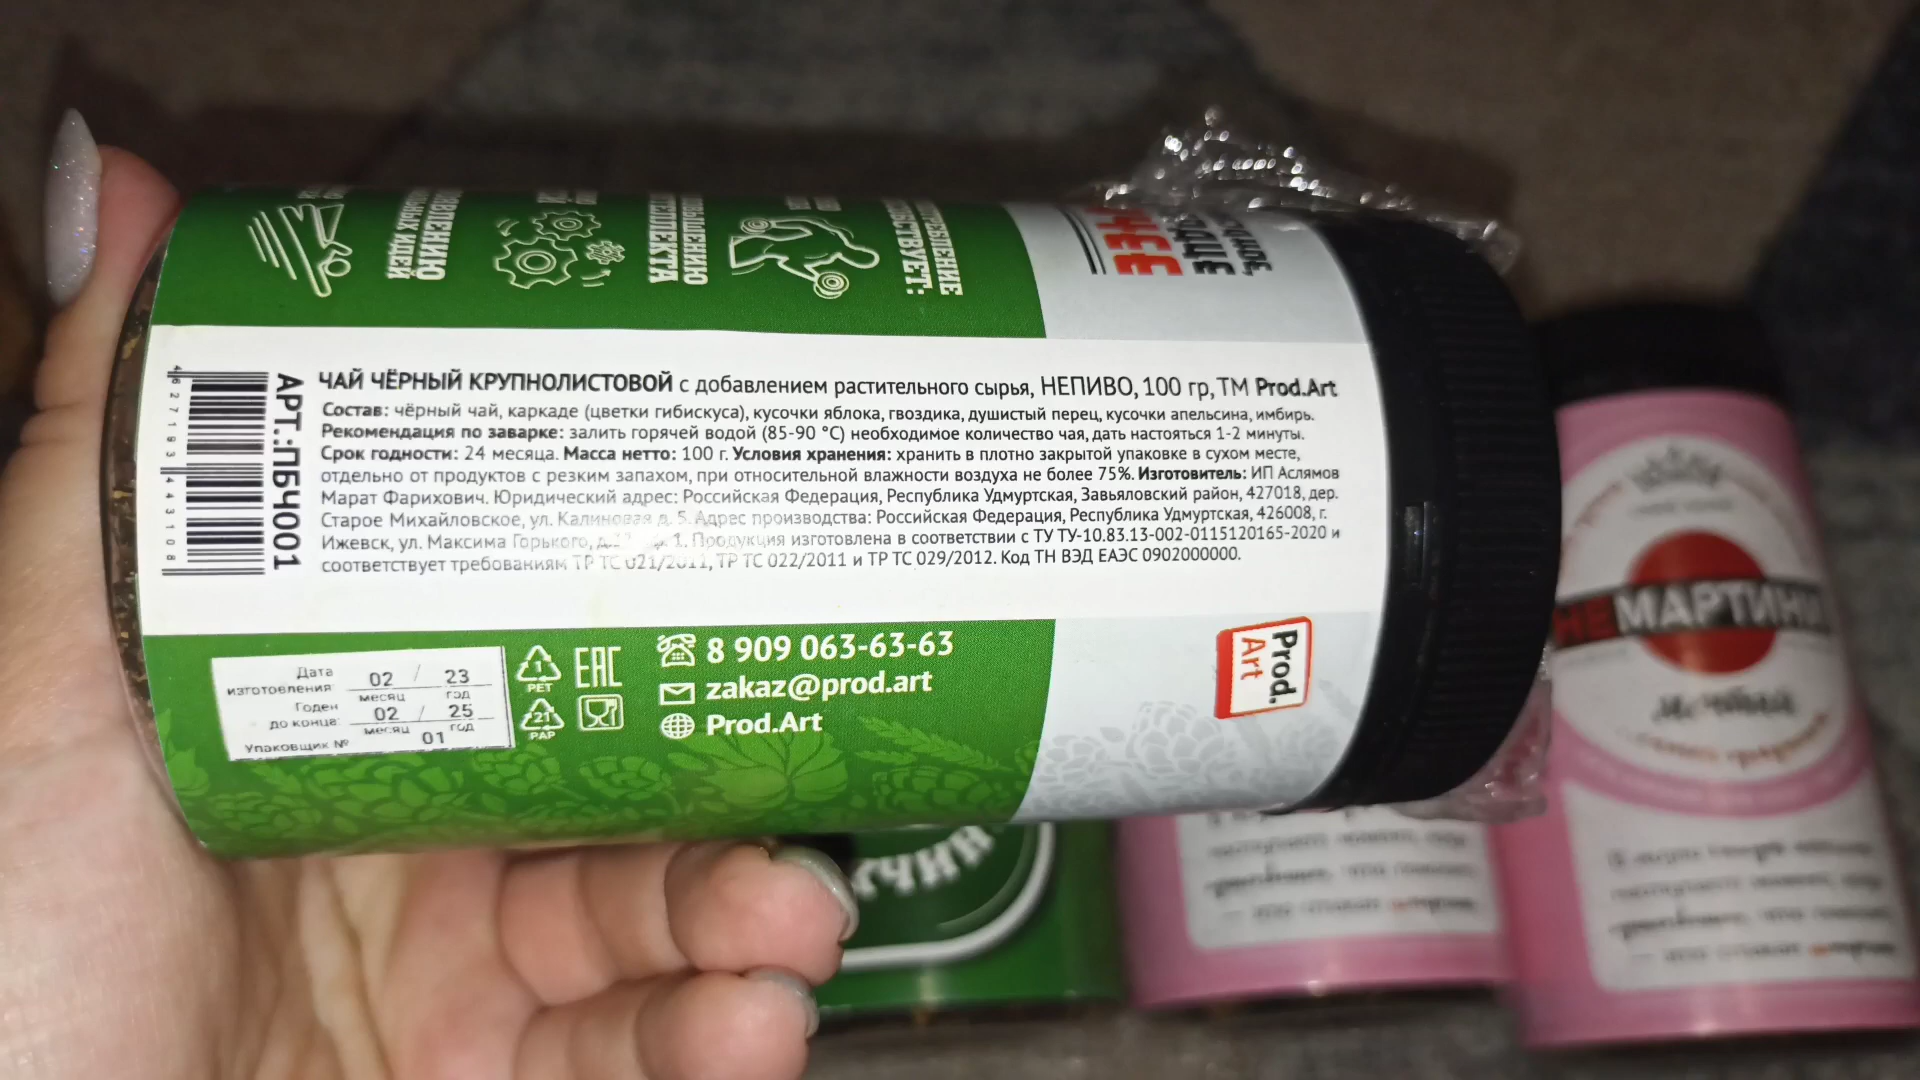 ЧАЙ ЧЁРНЫЙ КРУПНОЛИСТОВОЙ с добавлением растительного сырья, НЕПИВО, 100 гр, ТМ Prod.Art
Состав: чёрный чай, каркаде (цветки гибискуса), кусочки яблока, гвоздика, душистый перец, кусочки апельсина, имбирь.
Рекомендация по заварке: залить горячей водой (85-90 °С) необходимое количество чая, дать настояться 1-2 минуты.
Срок годности: 24 месяца. Масса нетто: 100 г. Условия хранения: хранить в плотно закрытой упаковке в сухом месте,
отдельно от продуктов с резким запахом, при относительной влажности воздуха не более 75%. Изготовитель: ИП Аслямов
Марат Фарихович. Юридический адрес: Российская Федерация, Республика Удмуртская, Завьяловский район, 427018, дер.
Старое Михайловское, ул. Калиновая д. 5. Адрес производства: Российская Федерация, Республика Удмуртская, 426008, г.
Ижевск, ул. Максима Горького, 1. Продукция изготовлена в соответствии с ТУ ТУ-10.83.13-002-0115120165-2020 и
соответствует требованиям ТР ТС 021/2011, ТР ТС 022/2011 и ТР ТС 029/2012. Код ТН ВЭД ЕАЭС 0902000000.
АРТ.:ПБЧ001
4627193443108
Дата изготовления: 02 / 23
месяц год
Годен до конца: 02 / 25
месяц год
Упаковщик № 01
1
PET
21
PAP
EAC
8 909 063-63-63
zakaz@prod.art
Prod.Art
Prod.
Art
ИНТЕЛЛЕКТА
НЕМАРТИНИ